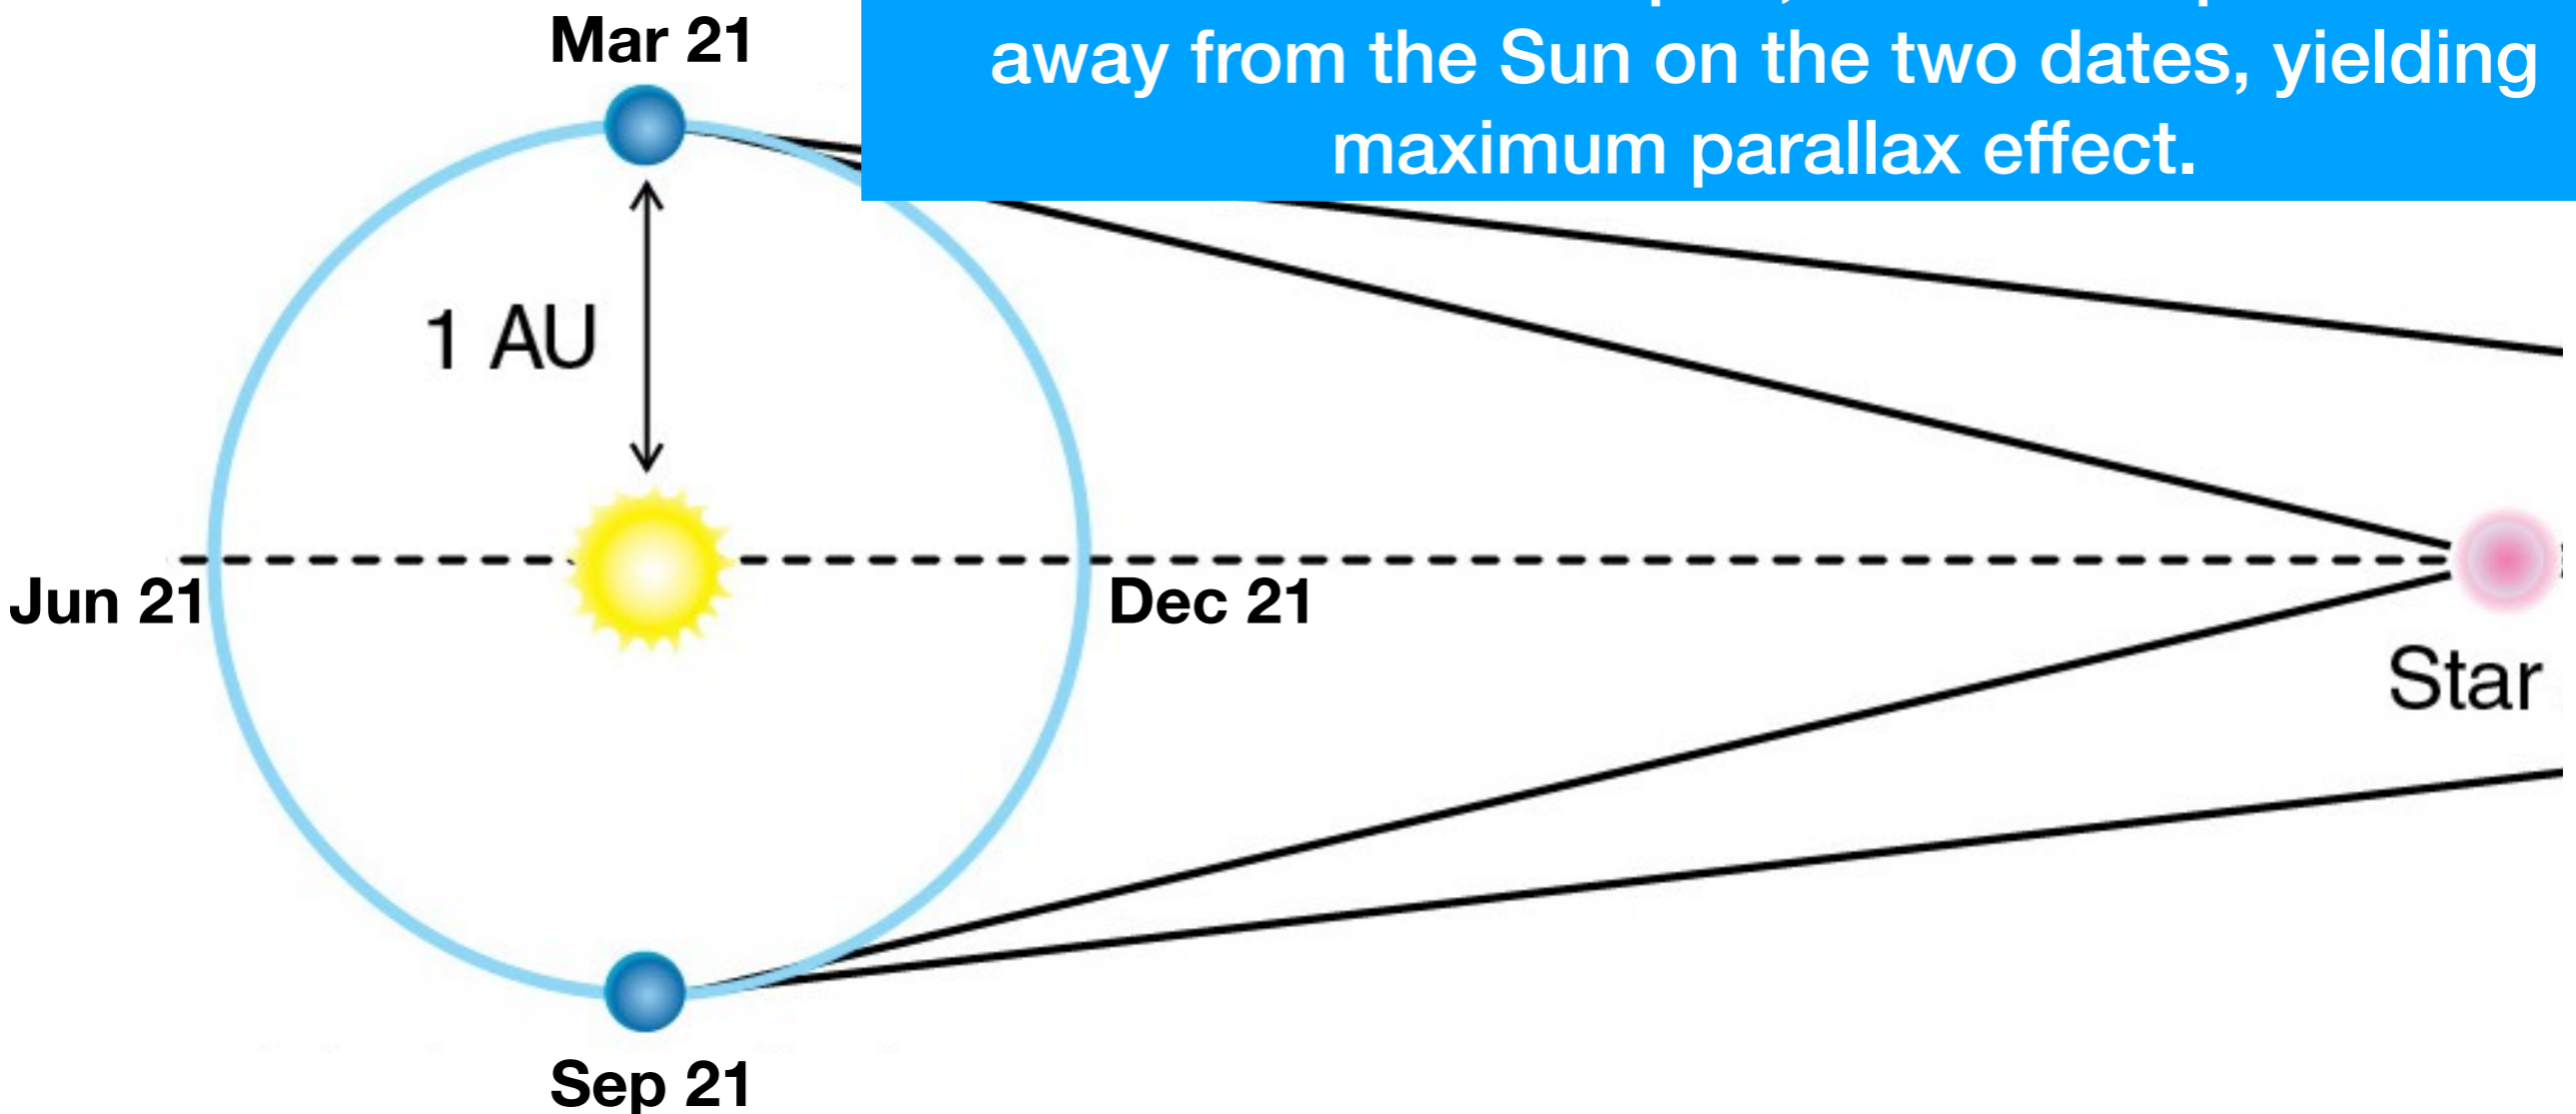 Mar 21
away from the Sun on the two dates, yielding
maximum parallax effect.
1 AU
Jun 21
Dec 21
Star
Sep 21